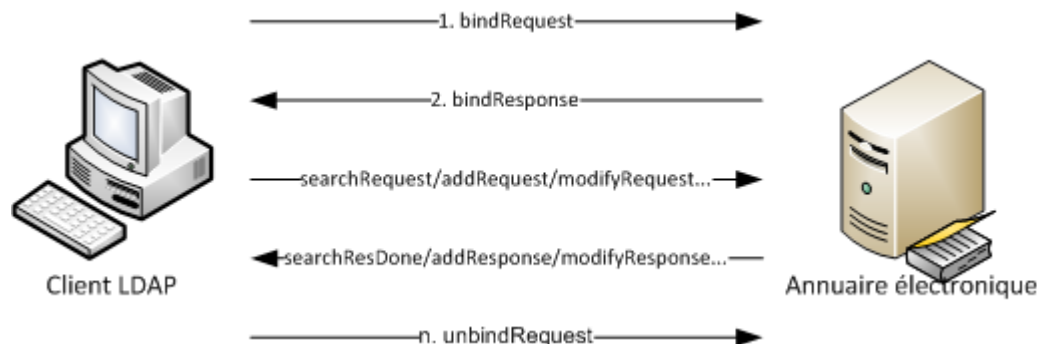 1. bindRequest
2. bindResponse
searchRequest/addRequest/modifyRequest...
searchResDone/addResponse/modifyResponse...
Client LDAP
Annuaire électronique
n. unbindRequest